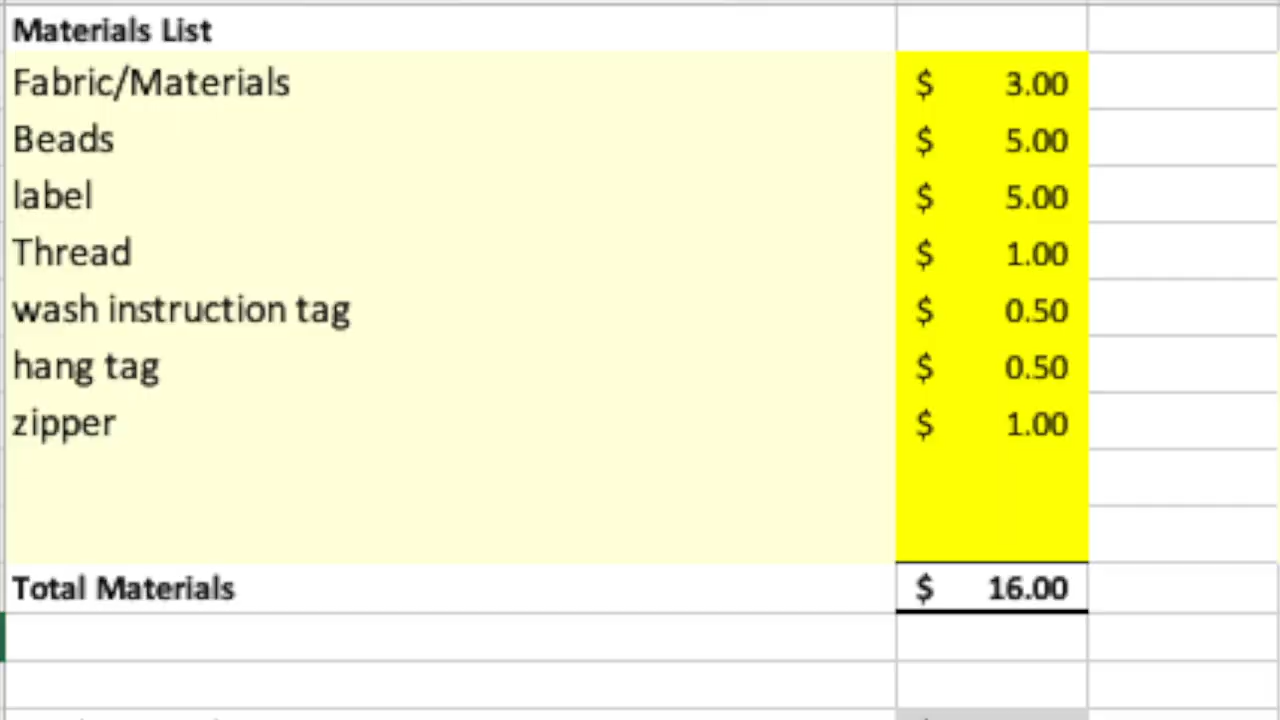 Materials List
Fabric/Materials $ 3.00
Beads $ 5.00
label $ 5.00
Thread $ 1.00
wash instruction tag $ 0.50
hang tag $ 0.50
zipper $ 1.00
Total Materials $ 16.00